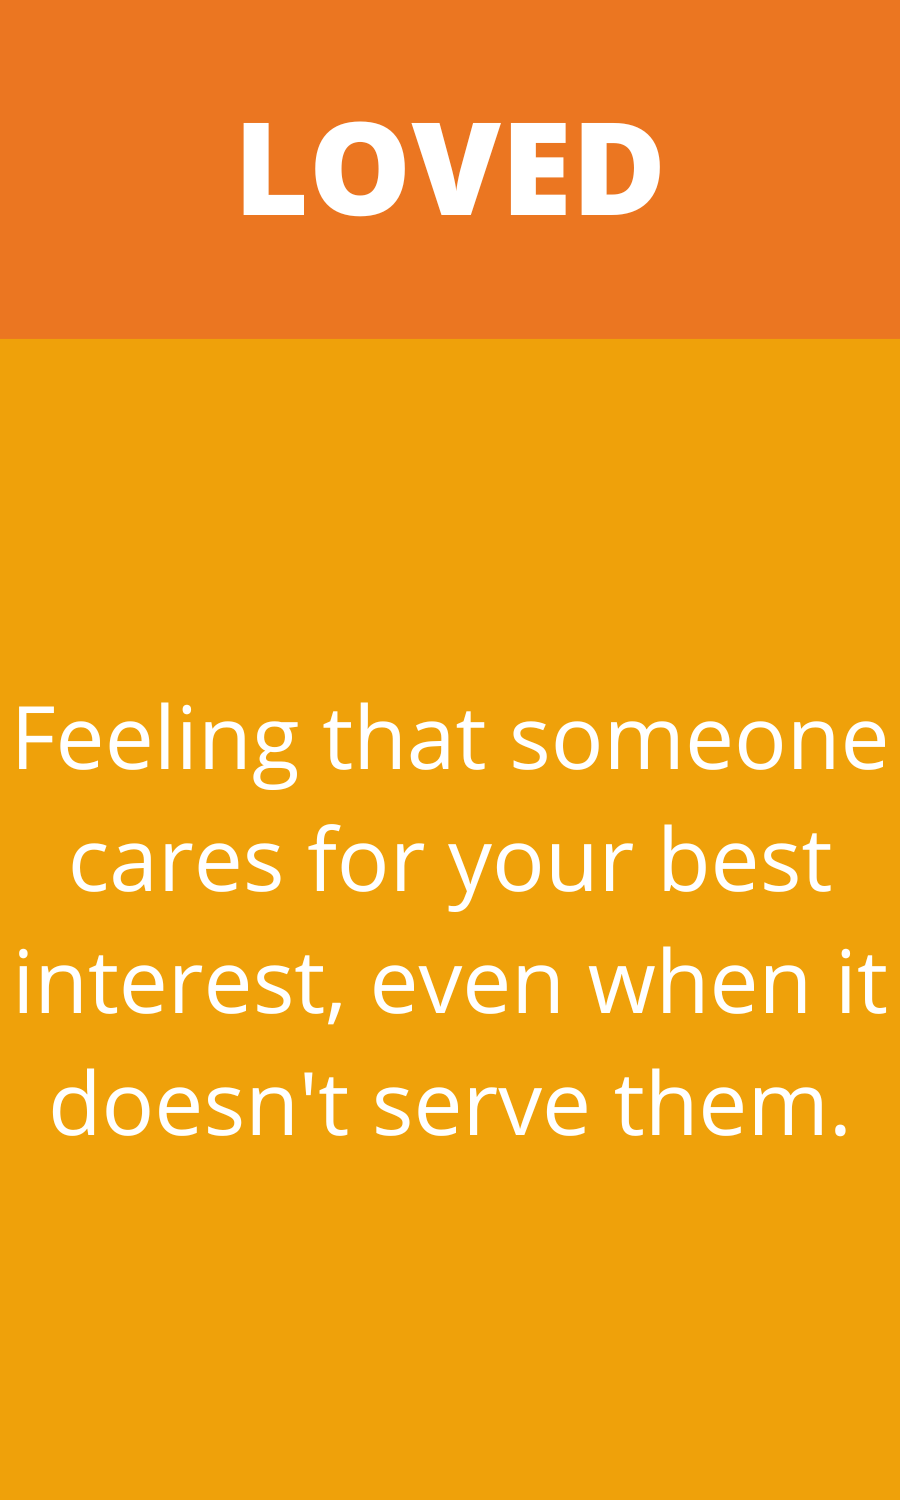 LOVED
Feeling that someone
cares for your best
interest, even when it
doesn't serve them.